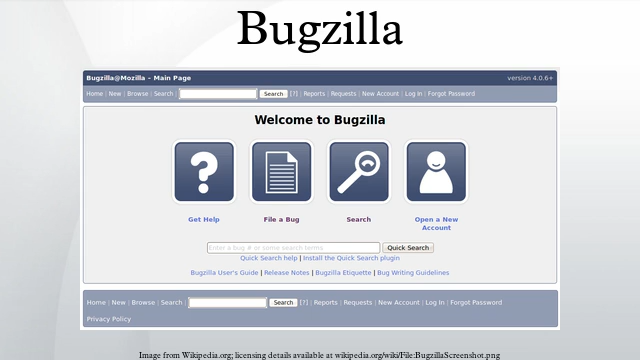 Bugzilla
Bugzilla@Mozilla – Main Page version 4.0.6+
Home | New | Browse | Search | Search [?] | Reports | Requests | New Account | Log In | Forgot Password
Welcome to Bugzilla
Get Help File a Bug Search Open a New
Account
Enter a bug # or some search terms Quick Search
Quick Search help | Install the Quick Search plugin
Bugzilla User's Guide | Release Notes | Bugzilla Etiquette | Bug Writing Guidelines
Home | New | Browse | Search | Search [?] | Reports | Requests | New Account | Log In | Forgot Password
Privacy Policy
Image from Wikipedia.org; licensing details available at wikipedia.org/wiki/File:BugzillaScreenshot.png